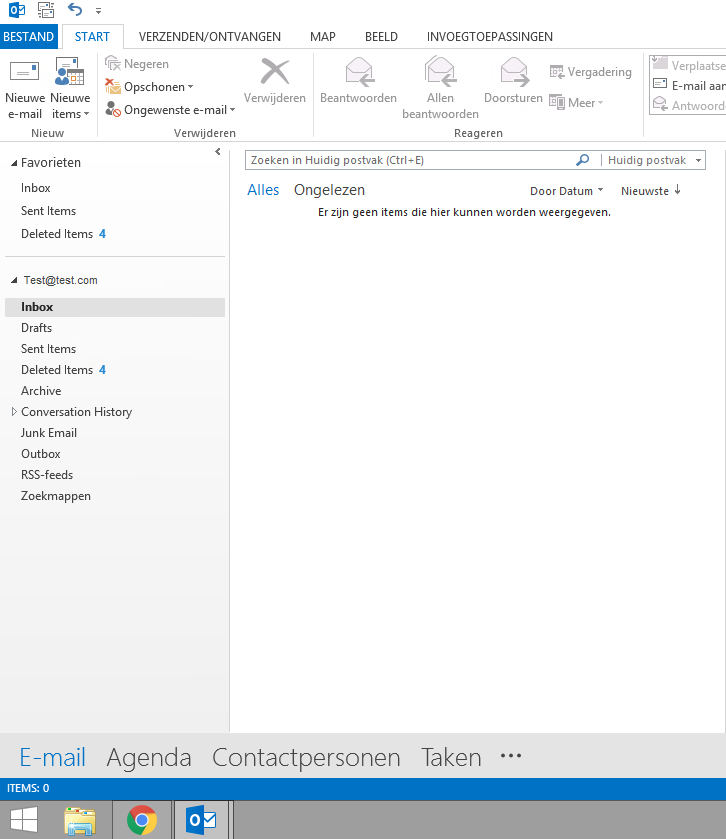 BESTAND START VERZENDEN/ONTVANGEN MAP BEELD INVOEGTOEPASSINGEN
Nieuwe e-mail
Nieuwe items
Nieuw
Negeren
Opschonen
Ongewenste e-mail
Verwijderen
Verwijderen
Beantwoorden
Allen beantwoorden
Doorsturen
Vergadering
Meer
Reageren
Verplaatse
E-mail aan
Antwoord
Favorieten
Inbox
Sent Items
Deleted Items 4
Test@test.com
Inbox
Drafts
Sent Items
Deleted Items 4
Archive
Conversation History
Junk Email
Outbox
RSS-feeds
Zoekmappen
Zoeken in Huidig postvak (Ctrl+E) Huidig postvak
Alles Ongelezen
Door Datum Nieuwste
Er zijn geen items die hier kunnen worden weergegeven.
E-mail Agenda Contactpersonen Taken ···
ITEMS: 0